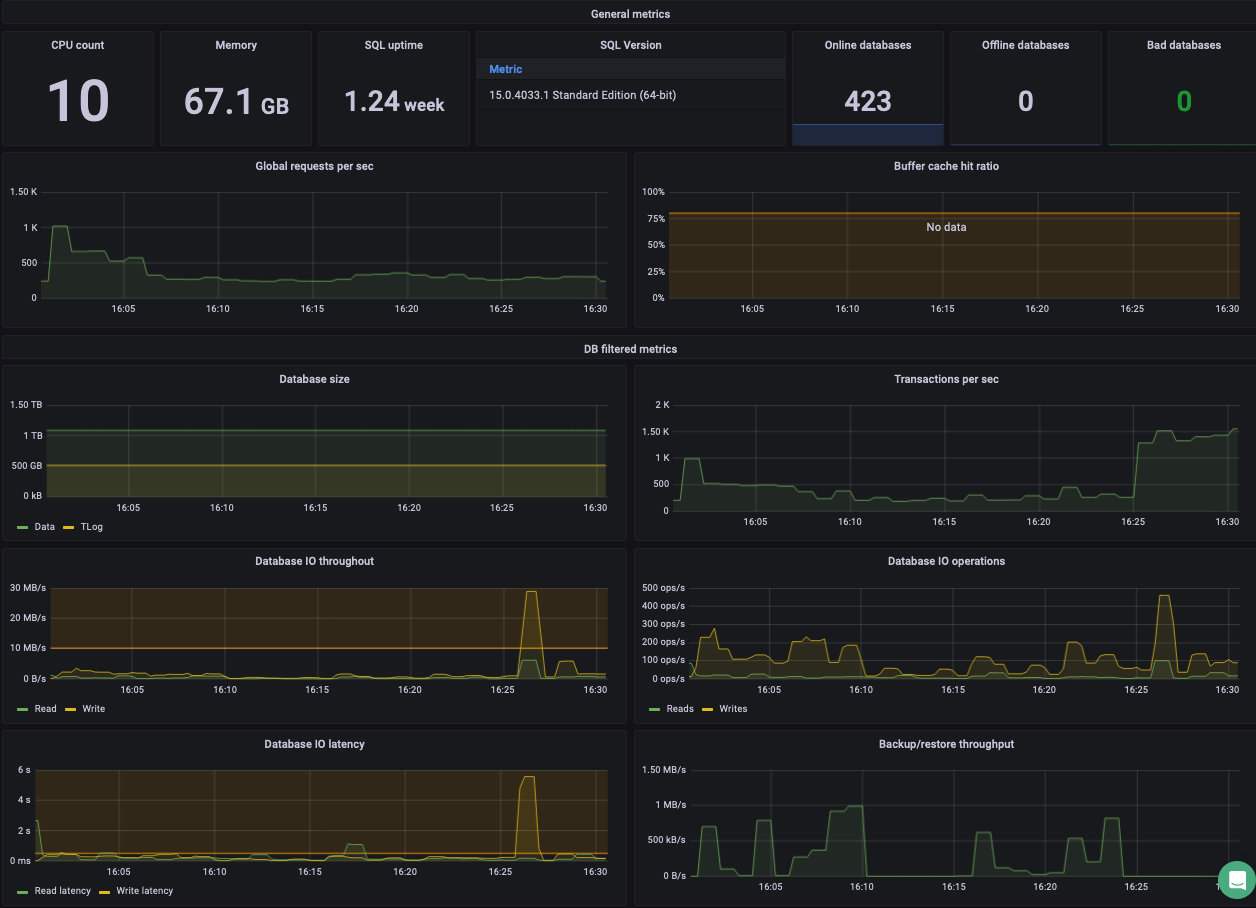 General metrics
CPU count
10
Memory
67.1 GB
SQL uptime
1.24 week
SQL Version
Metric
15.0.4033.1 Standard Edition (64-bit)
Online databases
423
Offline databases
0
Bad databases
0
Global requests per sec
1.50 K
1 K
500
0
16:05 16:10 16:15 16:20 16:25 16:30
Buffer cache hit ratio
100%
75%
No data
50%
25%
0%
16:05 16:10 16:15 16:20 16:25 16:30
DB filtered metrics
Database size
1.50 TB
1 TB
500 GB
0 kB
16:05 16:10 16:15 16:20 16:25 16:30
Data TLog
Transactions per sec
2 K
1.50 K
1 K
500
0
16:05 16:10 16:15 16:20 16:25 16:30
Database IO throughout
30 MB/s
20 MB/s
10 MB/s
0 B/s
16:05 16:10 16:15 16:20 16:25 16:30
Read Write
Database IO operations
500 ops/s
400 ops/s
300 ops/s
200 ops/s
100 ops/s
0 ops/s
16:05 16:10 16:15 16:20 16:25 16:30
Reads Writes
Database IO latency
6 s
4 s
2 s
0 ms
16:05 16:10 16:15 16:20 16:25 16:30
Read latency Write latency
Backup/restore throughput
1.50 MB/s
1 MB/s
500 kB/s
0 B/s
16:05 16:10 16:15 16:20 16:25